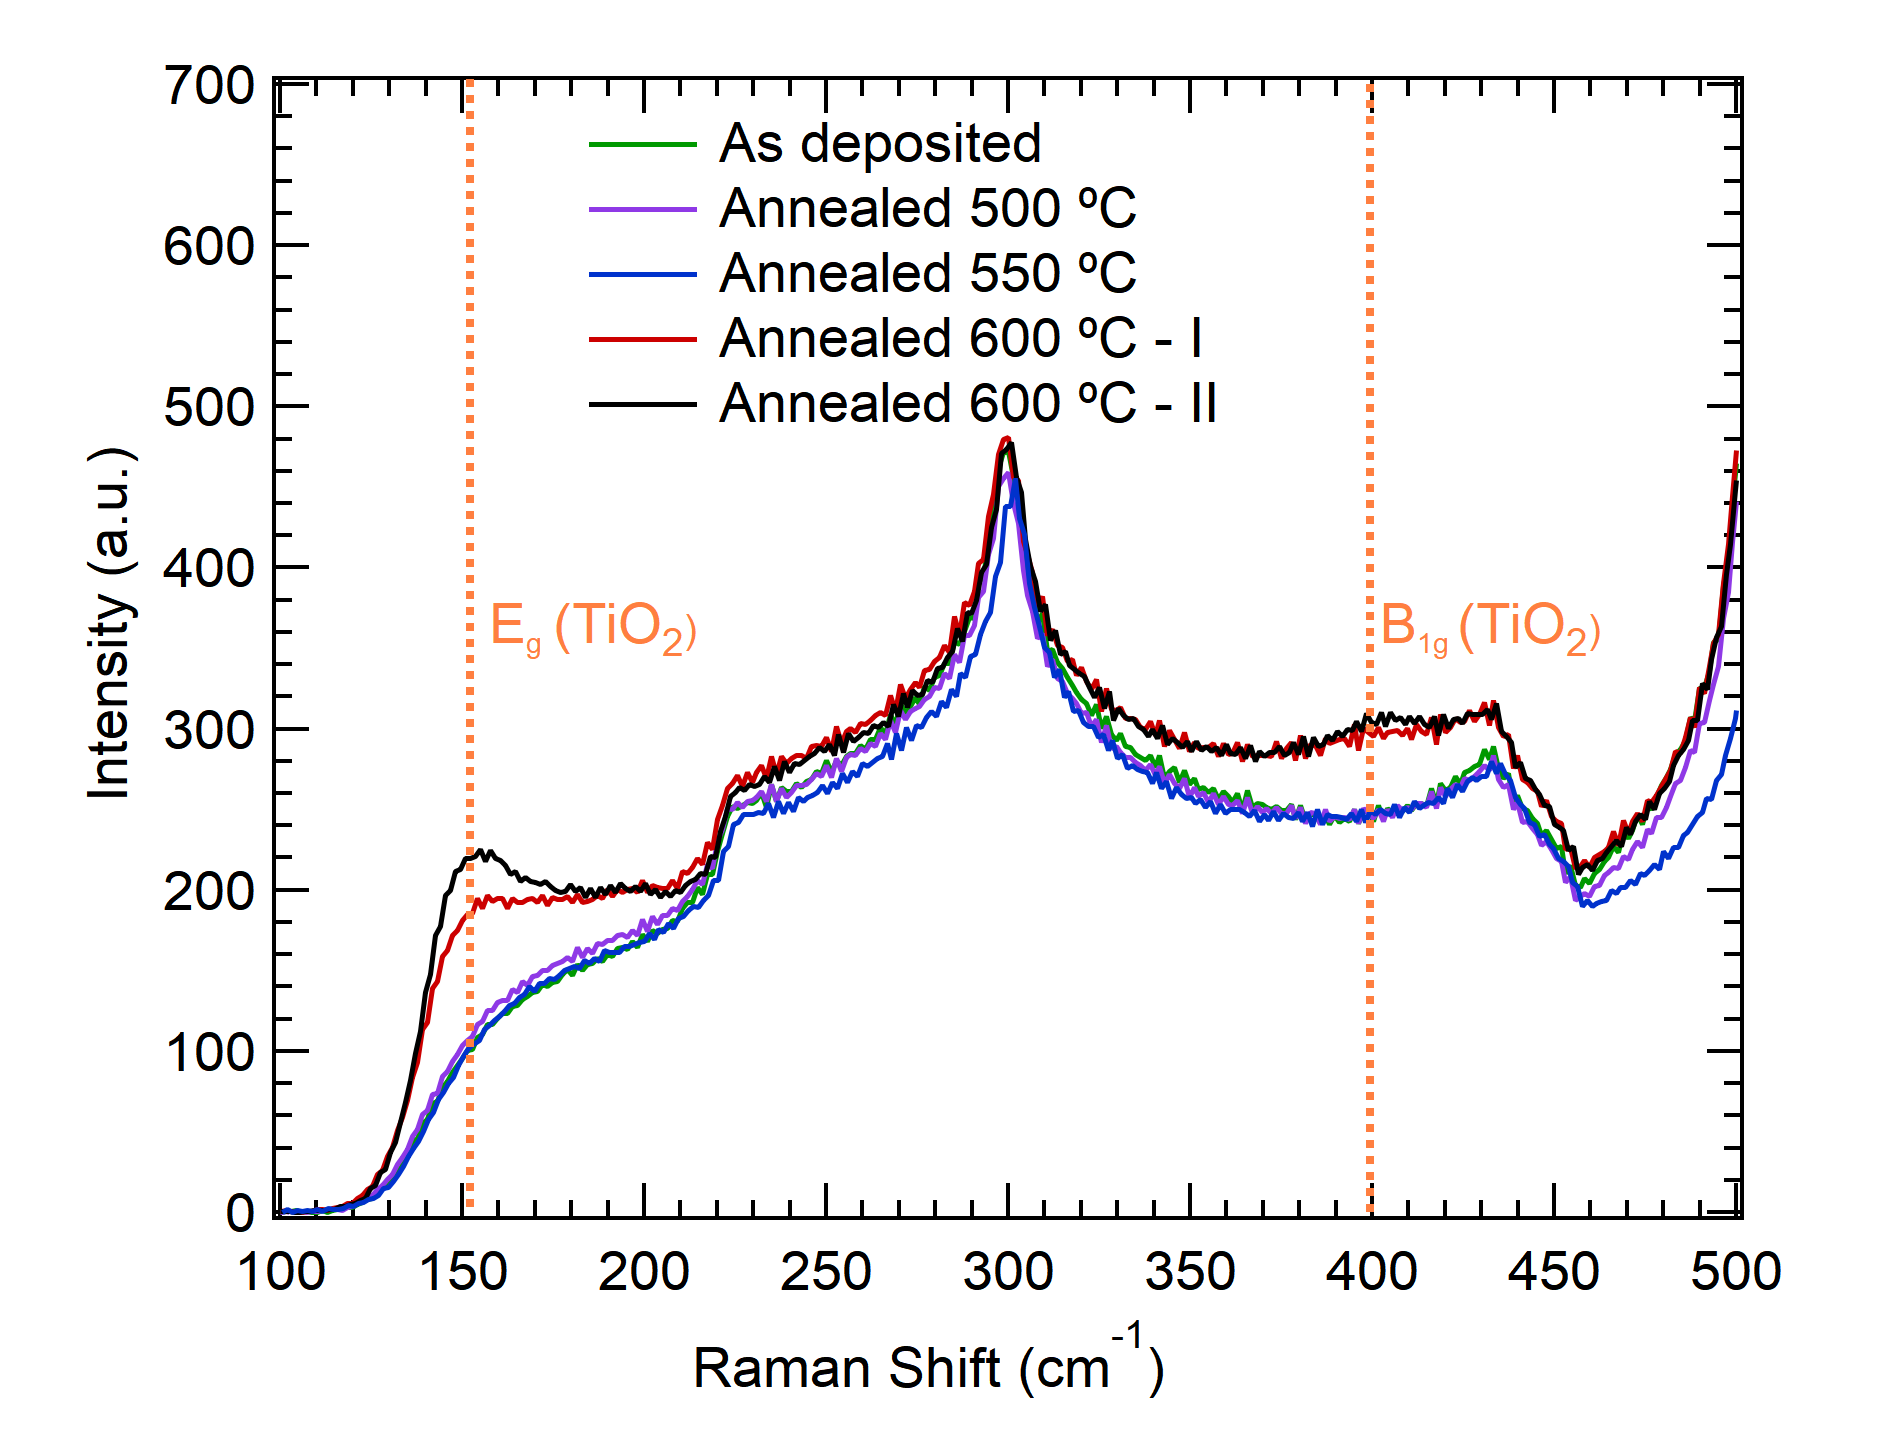 700
600
500
400
300
200
100
0
Intensity (a.u.)
As deposited
Annealed 500 ºC
Annealed 550 ºC
Annealed 600 ºC - I
Annealed 600 ºC - II
E_g (TiO₂)
B_1g (TiO₂)
100 150 200 250 300 350 400 450 500
Raman Shift (cm⁻¹)